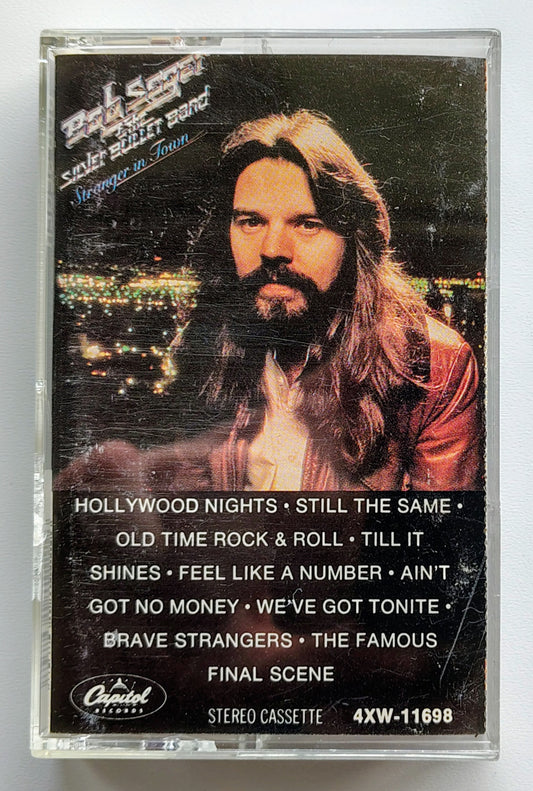 Bob Seger
& The
Silver Bullet Band
Stranger in Town
HOLLYWOOD NIGHTS • STILL THE SAME •
OLD TIME ROCK & ROLL • TILL IT
SHINES • FEEL LIKE A NUMBER • AIN'T
GOT NO MONEY • WE'VE GOT TONITE •
BRAVE STRANGERS • THE FAMOUS
FINAL SCENE
Capitol
RECORDS
STEREO CASSETTE 4XW-11698